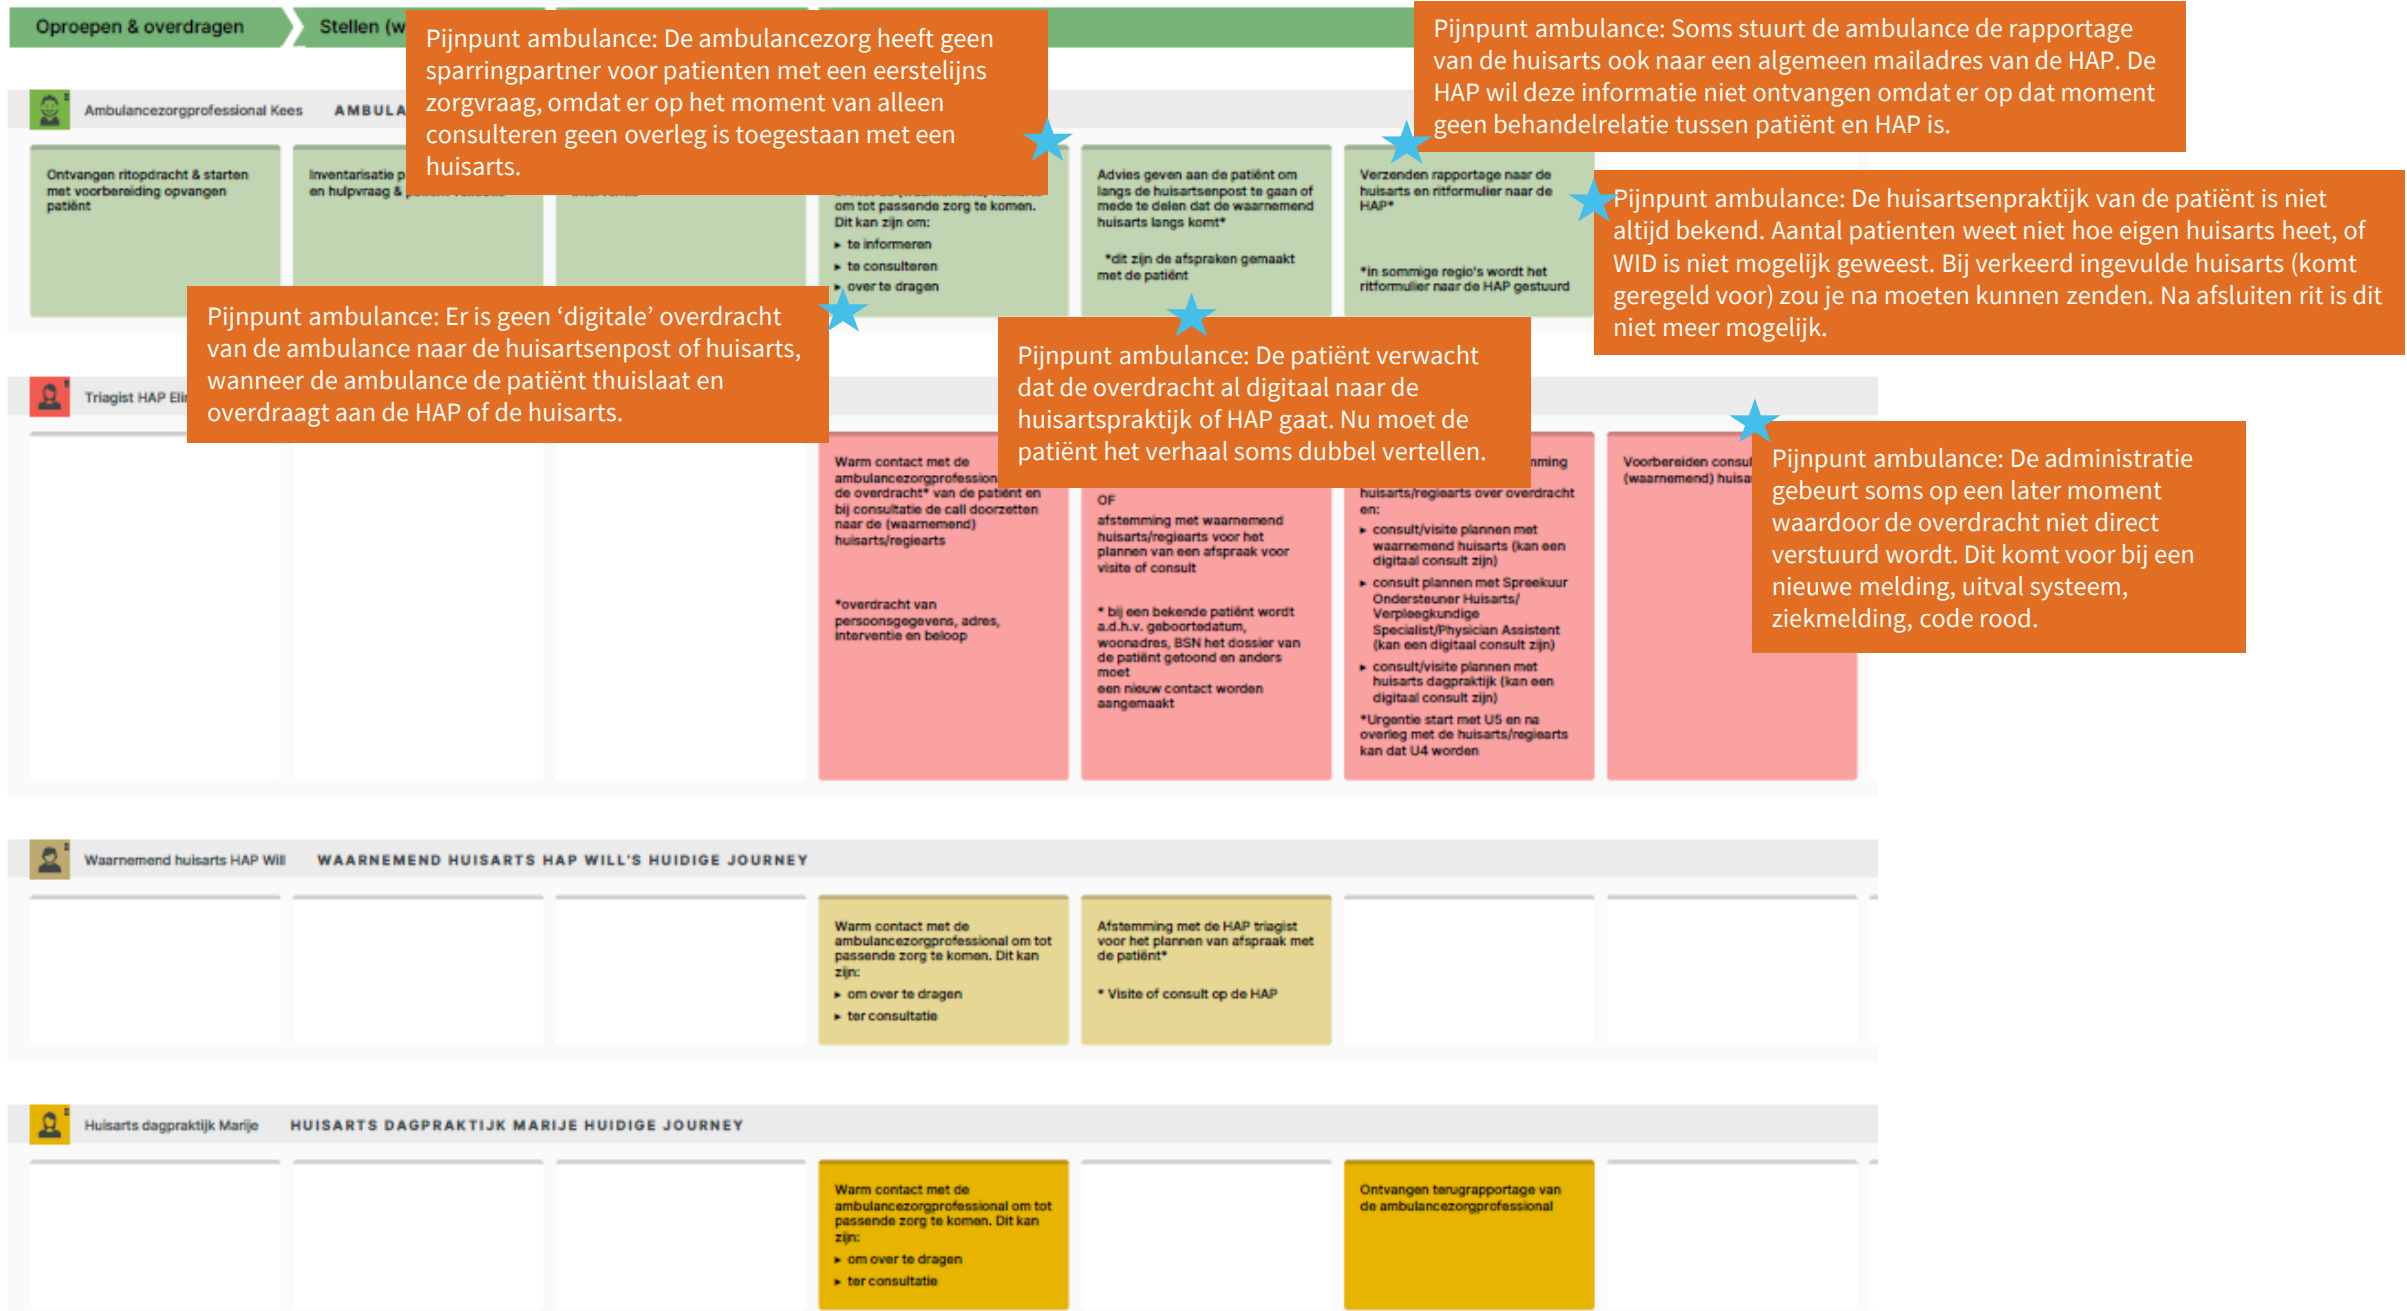 Oproepen & overdragen
Stellen (w
Pijnpunt ambulance: De ambulancezorg heeft geen
sparringpartner voor patienten met een eerstelijns
zorgvraag, omdat er op het moment van alleen
consulteren geen overleg is toegestaan met een
huisarts.
Pijnpunt ambulance: Soms stuurt de ambulance de rapportage
van de huisarts ook naar een algemeen mailadres van de HAP. De
HAP wil deze informatie niet ontvangen omdat er op dat moment
geen behandelrelatie tussen patiënt en HAP is.
Ambulancezorgprofessional Kees AMBULA
Ontvangen ritopdracht & starten
met voorbereiding opvangen
patiënt
Inventarisatie p
en hulpvraag &
om tot passende zorg te komen.
Dit kan zijn om:
▸ te informeren
▸ te consulteren
▸ over te dragen
Advies geven aan de patiënt om
langs de huisartsenpost te gaan of
mede te delen dat de waarnemend
huisarts langs komt*
*dit zijn de afspraken gemaakt
met de patiënt
Verzenden rapportage naar de
huisarts en ritformulier naar de
HAP*
*in sommige regio's wordt het
ritformulier naar de HAP gestuurd
Pijnpunt ambulance: De huisartsenpraktijk van de patiënt is niet
altijd bekend. Aantal patienten weet niet hoe eigen huisarts heet, of
WID is niet mogelijk geweest. Bij verkeerd ingevulde huisarts (komt
geregeld voor) zou je na moeten kunnen zenden. Na afsluiten rit is dit
niet meer mogelijk.
Pijnpunt ambulance: Er is geen ‘digitale’ overdracht
van de ambulance naar de huisartsenpost of huisarts,
wanneer de ambulance de patiënt thuislaat en
overdraagt aan de HAP of de huisarts.
Pijnpunt ambulance: De patiënt verwacht
dat de overdracht al digitaal naar de
huisartspraktijk of HAP gaat. Nu moet de
patiënt het verhaal soms dubbel vertellen.
Triagist HAP Eli
Warm contact met de
ambulancezorgprofession
de overdracht* van de patiënt en
bij consultatie de call doorzetten
naar de (waarnemend)
huisarts/regiearts
*overdracht van
persoonsgegevens, adres,
interventie en beloop
OF
afstemming met waarnemend
huisarts/regiearts voor het
plannen van een afspraak voor
visite of consult
* bij een bekende patiënt wordt
a.d.h.v. geboortedatum,
woonadres, BSN het dossier van
de patiënt getoond en anders
moet
een nieuw contact worden
aangemaakt
mming
huisarts/regiearts over overdracht
en:
▸ consult/visite plannen met
waarnemend huisarts (kan een
digitaal consult zijn)
▸ consult plannen met Spreekuur
Ondersteuner Huisarts/
Verpleegkundige
Specialist/Physician Assistent
(kan een digitaal consult zijn)
▸ consult/visite plannen met
huisarts dagpraktijk (kan een
digitaal consult zijn)
*Urgentie start met U5 en na
overleg met de huisarts/regiearts
kan dat U4 worden
Voorbereiden consul
(waarnemend) huisa
Pijnpunt ambulance: De administratie
gebeurt soms op een later moment
waardoor de overdracht niet direct
verstuurd wordt. Dit komt voor bij een
nieuwe melding, uitval systeem,
ziekmelding, code rood.
Waarnemend huisarts HAP Will WAARNEMEND HUISARTS HAP WILL'S HUIDIGE JOURNEY
Warm contact met de
ambulancezorgprofessional om tot
passende zorg te komen. Dit kan
zijn:
▸ om over te dragen
▸ ter consultatie
Afstemming met de HAP triagist
voor het plannen van afspraak met
de patiënt*
* Visite of consult op de HAP
Huisarts dagpraktijk Marije HUISARTS DAGPRAKTIJK MARIJE HUIDIGE JOURNEY
Warm contact met de
ambulancezorgprofessional om tot
passende zorg te komen. Dit kan
zijn:
▸ om over te dragen
▸ ter consultatie
Ontvangen terugrapportage van
de ambulancezorgprofessional